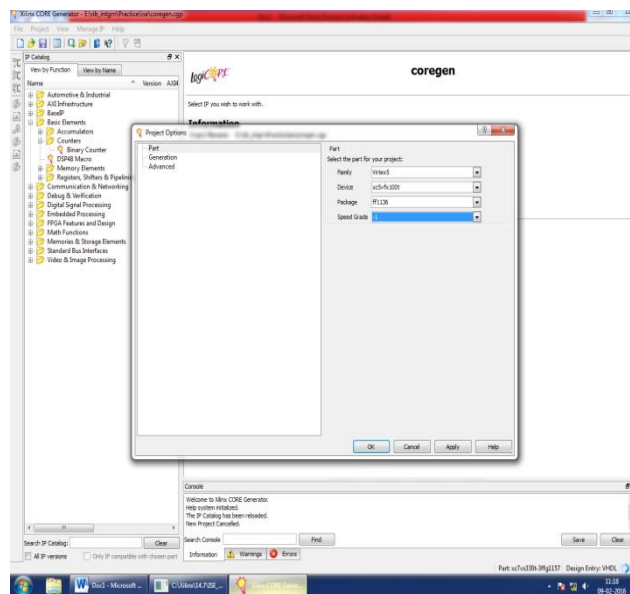 Xilinx CORE Generator - E:\rib_intgrn\Practice\ise\coregen.cgp
File Project View Manage IP Help
IP Catalog
View by Function View by Name
Name Version AXI4
Automotive & Industrial
AXI Infrastructure
BaseIP
Basic Elements
Accumulators
Counters
Binary Counter
DSP48 Macro
Memory Elements
Registers, Shifters & Pipelining
Communication & Networking
Debug & Verification
Digital Signal Processing
Embedded Processing
FPGA Features and Design
Math Functions
Memories & Storage Elements
Standard Bus Interfaces
Video & Image Processing
Search IP Catalog: Clear
All IP versions Only IP compatible with chosen part
logiCORE
coregen
Select IP you wish to work with.
Information
Project Options
Part
Generation
Advanced
Part
Select the part for your project:
Family Virtex5
Device xc5vfx100t
Package ff1136
Speed Grade -1
OK Cancel Apply Help
Console
Welcome to Xilinx CORE Generator.
Help system initialized.
The IP Catalog has been reloaded.
New Project Cancelled.
Search Console Find Save Clear
Information Warnings Errors
Part: xc7vx330t-3ffg1157 Design Entry: VHDL
Doc1 - Microsoft ... C:\Xilinx\14.7\ISE_...
11:18
09-02-2016